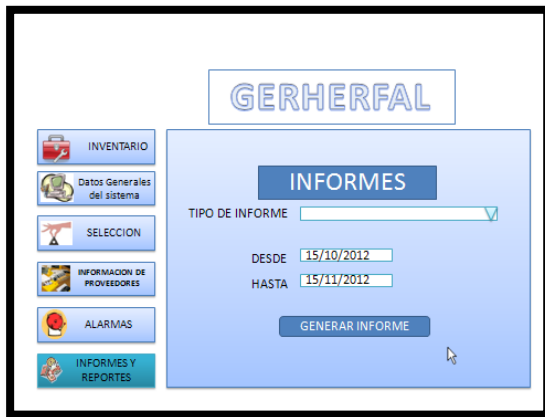 GERHERFAL
INVENTARIO
Datos Generales
del sistema
SELECCION
INFORMACION DE
PROVEEDORES
ALARMAS
INFORMES Y
REPORTES
INFORMES
TIPO DE INFORME
DESDE 15/10/2012
HASTA 15/11/2012
GENERAR INFORME